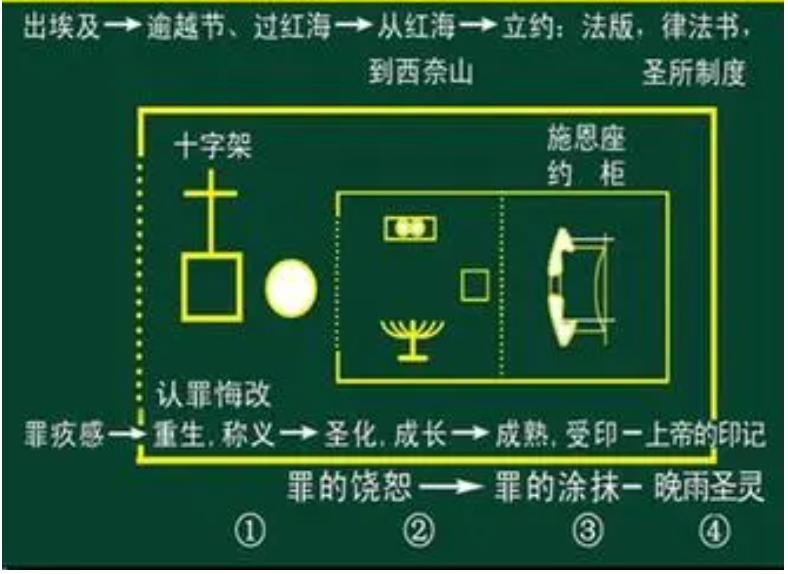 出埃及→逾越节、过红海→从红海→立约：法版，律法书，
到西奈山 圣所制度
十字架
施恩座
约 柜
认罪悔改
罪疚感→重生,称义→圣化,成长→成熟,受印-上帝的印记
罪的饶恕→罪的涂抹-晚雨圣灵
① ② ③ ④